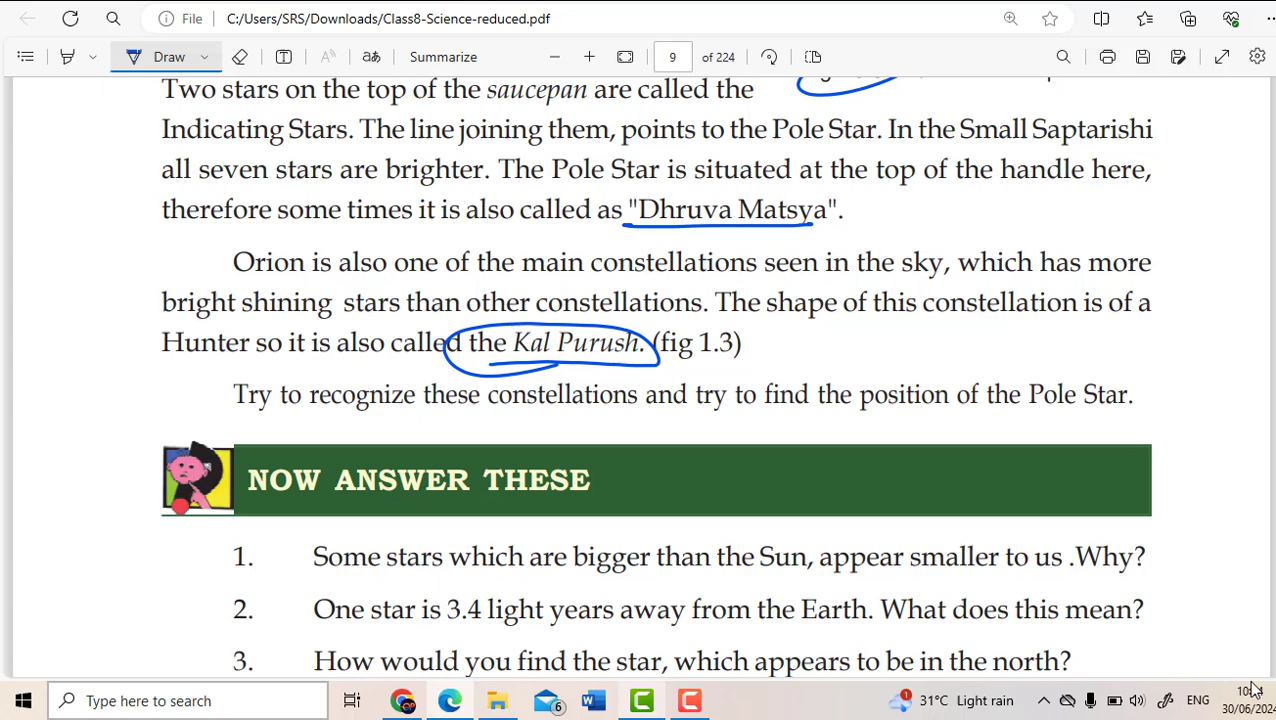 File C:/Users/SRS/Downloads/Class8-Science-reduced.pdf
Draw T aあ Summarize 9 of 224
Two stars on the top of the saucepan are called the
Indicating Stars. The line joining them, points to the Pole Star. In the Small Saptarishi
all seven stars are brighter. The Pole Star is situated at the top of the handle here,
therefore some times it is also called as "Dhruva Matsya".
Orion is also one of the main constellations seen in the sky, which has more
bright shining stars than other constellations. The shape of this constellation is of a
Hunter so it is also called the Kal Purush. (fig 1.3)
Try to recognize these constellations and try to find the position of the Pole Star.
NOW ANSWER THESE
1. Some stars which are bigger than the Sun, appear smaller to us .Why?
2. One star is 3.4 light years away from the Earth. What does this mean?
3. How would you find the star, which appears to be in the north?
Type here to search 6 1 31°C Light rain ENG
30/06/2024